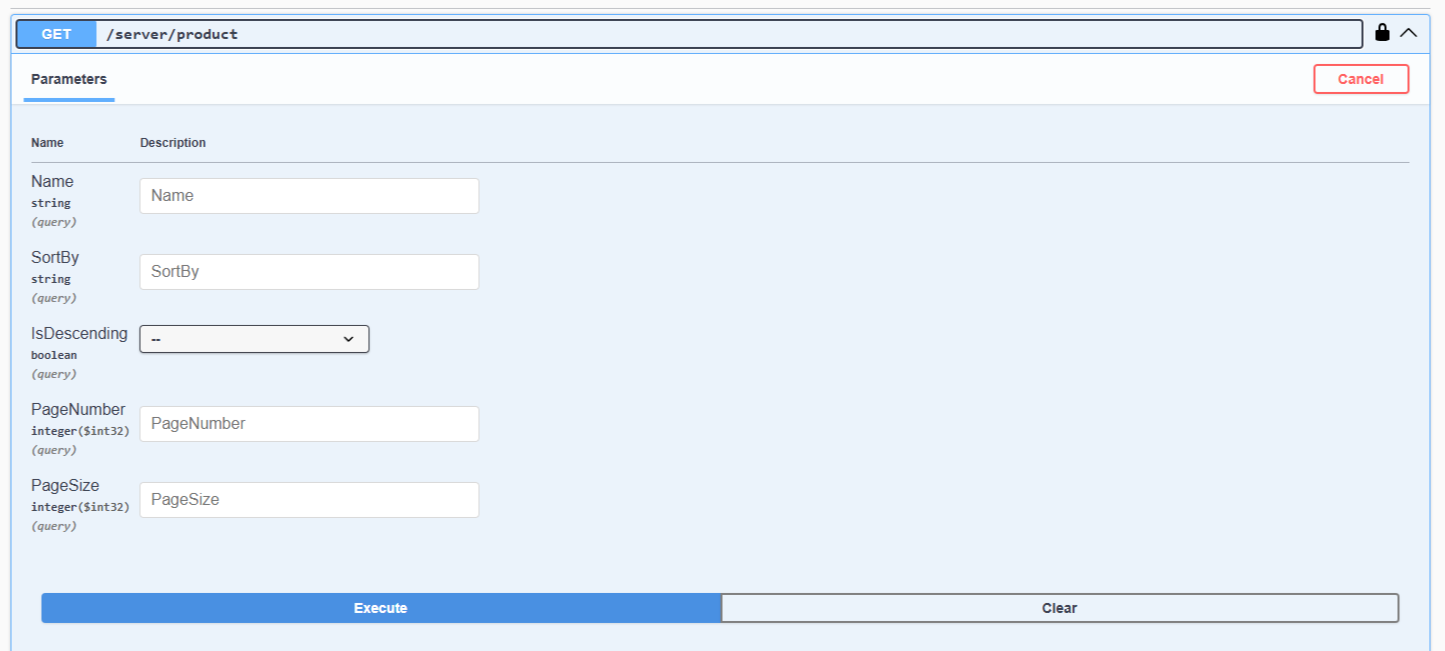 GET /server/product
Parameters Cancel
Name Description
Name
string
(query)
Name
SortBy
string
(query)
SortBy
IsDescending
boolean
(query)
--
PageNumber
integer($int32)
(query)
PageNumber
PageSize
integer($int32)
(query)
PageSize
Execute Clear